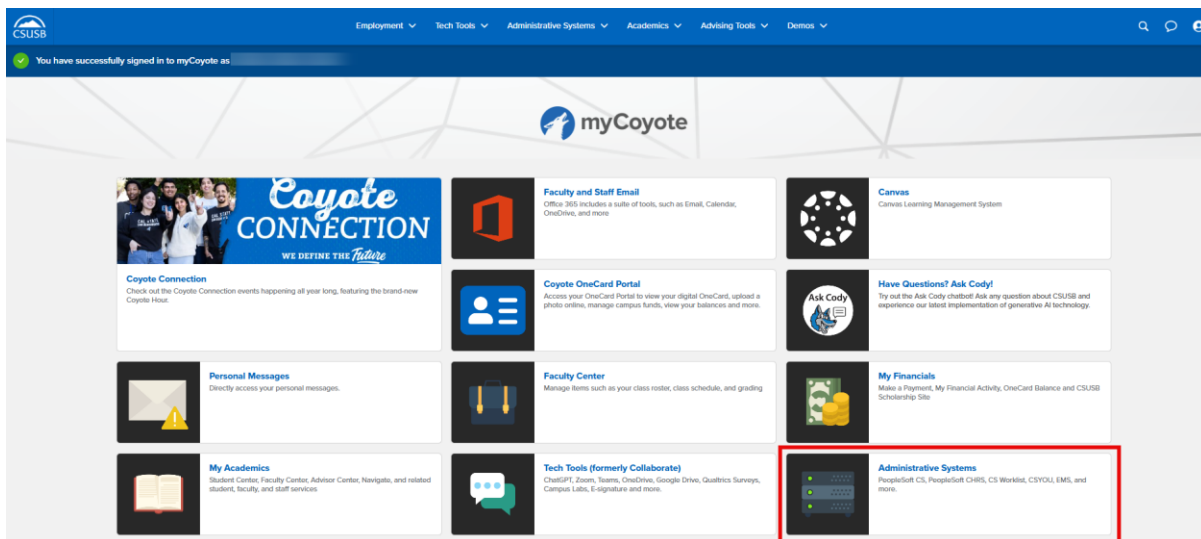 CSUSB
Employment
Tech Tools
Administrative Systems
Academics
Advising Tools
Demos
You have successfully signed in to myCoyote as
myCoyote
Coyote
CONNECTION
WE DEFINE THE Future
Coyote Connection
Check out the Coyote Connection events happening all year long, featuring the brand-new
Coyote Hour.
Faculty and Staff Email
Office 365 includes a suite of tools, such as Email, Calendar,
OneDrive, and more
Canvas
Canvas Learning Management System
Coyote OneCard Portal
Access your OneCard Portal to view your digital OneCard, upload a
photo online, manage campus funds, view your balances and more.
Ask Cody
Have Questions? Ask Cody!
Try out the Ask Cody chatbot! Ask any question about CSUSB and
experience our latest implementation of generative AI technology.
Personal Messages
Directly access your personal messages.
Faculty Center
Manage items such as your class roster, class schedule, and grading
My Financials
Make a Payment, My Financial Activity, OneCard Balance and CSUSB
Scholarship Site
My Academics
Student Center, Faculty Center, Advisor Center, Navigate, and related
student, faculty, and staff services
Tech Tools (formerly Collaborate)
ChatGPT, Zoom, Teams, OneDrive, Google Drive, Qualtrics Surveys,
Campus Labs, E-signature and more.
Administrative Systems
PeopleSoft CS, PeopleSoft CHRS, CS Worklist, CSYOU, EMS, and
more.